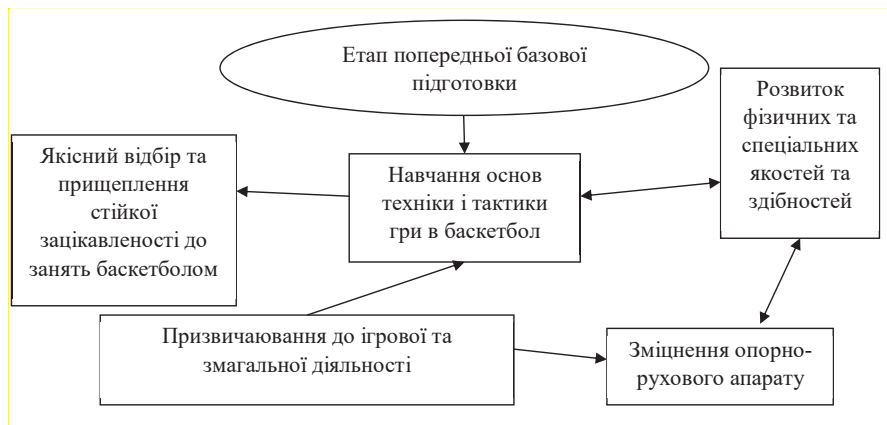 Етап попередньої базової
підготовки
Якісний відбір та
прищеплення
стійкої
зацікавленості до
занять баскетболом
Навчання основ
техніки і тактики
гри в баскетбол
Розвиток
фізичних та
спеціальних
якостей та
здібностей
Призвичаювання до ігрової та
змагальної діяльності
Зміцнення опорно-
рухового апарату